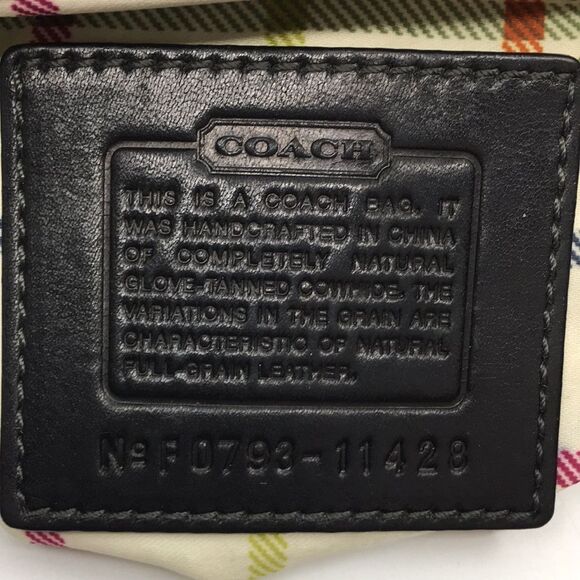 COACH
THIS IS A COACH BAG. IT
WAS HANDCRAFTED IN CHINA
OF COMPLETELY NATURAL
GLOVE-TANNED COWHIDE. THE
VARIATIONS IN THE GRAIN ARE
CHARACTERISTIC OF NATURAL
FULL-GRAIN LEATHER.
Nº F0793-11428